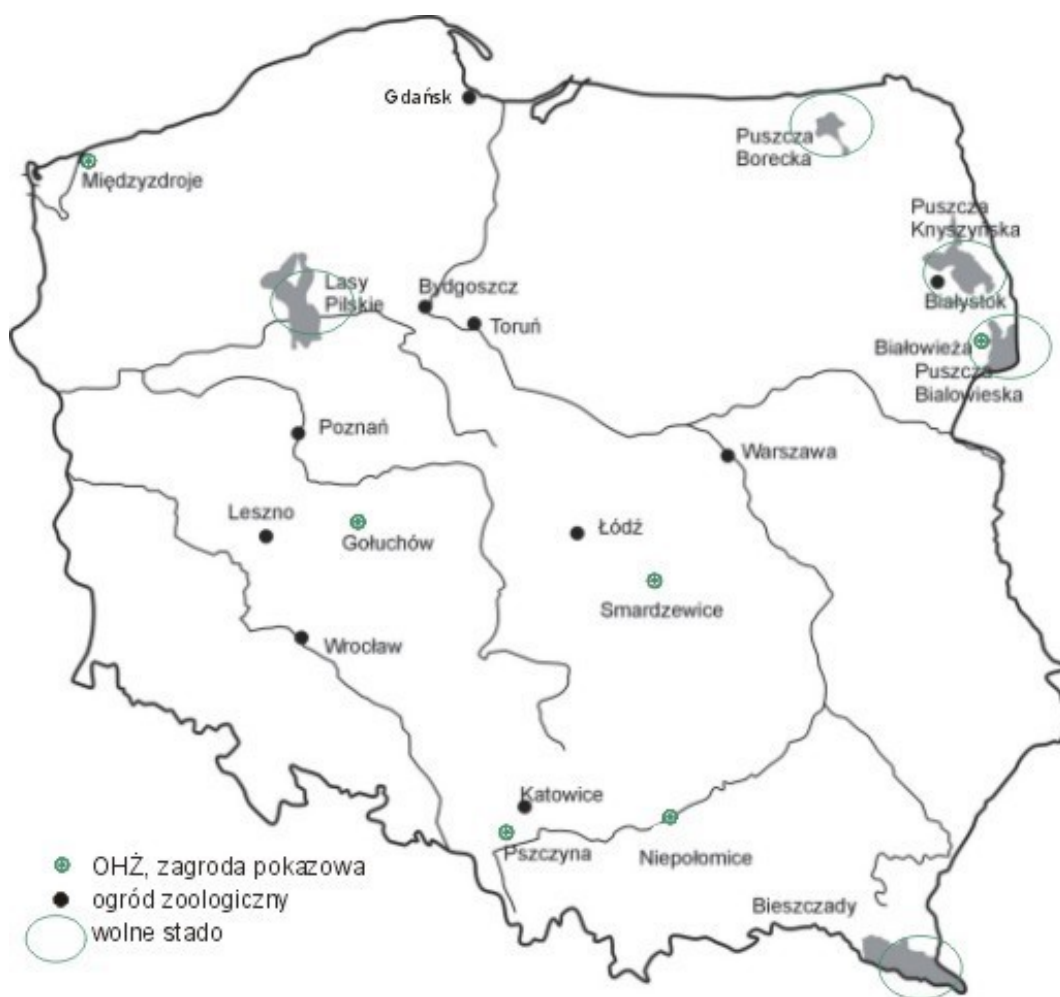 Gdańsk
Puszcza
Borecka
Międzyzdroje
Puszcza
Knyszyńska
Lasy
Pilskie
Bydgoszcz
Białystok
Toruń
Białowieża
Puszcza
Bialowieska
Poznań
Warszawa
Leszno
Gołuchów
Łódź
Smardzewice
Wrocław
Katowice
Pszczyna
Niepołomice
OHŻ, zagroda pokazowa
ogród zoologiczny
wolne stado
Bieszczady